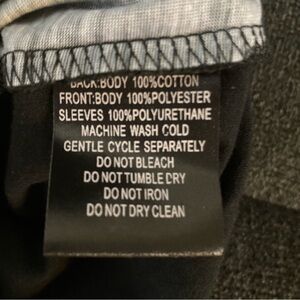 BACK:BODY 100%COTTON
FRONT:BODY 100%POLYESTER
SLEEVES 100%POLYURETHANE
MACHINE WASH COLD
GENTLE CYCLE SEPARATELY
DO NOT BLEACH
DO NOT TUMBLE DRY
DO NOT IRON
DO NOT DRY CLEAN